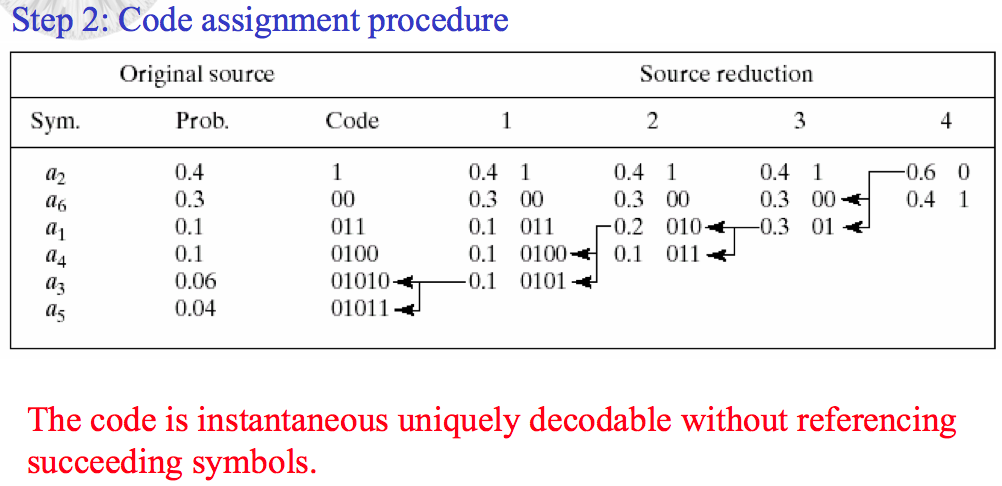 Step 2: Code assignment procedure
Original source Source reduction
Sym. Prob. Code 1 2 3 4
a2 0.4 1 0.4 1 0.4 1 0.4 1 0.6 0
a6 0.3 00 0.3 00 0.3 00 0.3 00 0.4 1
a1 0.1 011 0.1 011 0.2 010 0.3 01
a4 0.1 0100 0.1 0100 0.1 011
a3 0.06 01010 0.1 0101
a5 0.04 01011
The code is instantaneous uniquely decodable without referencing
succeeding symbols.